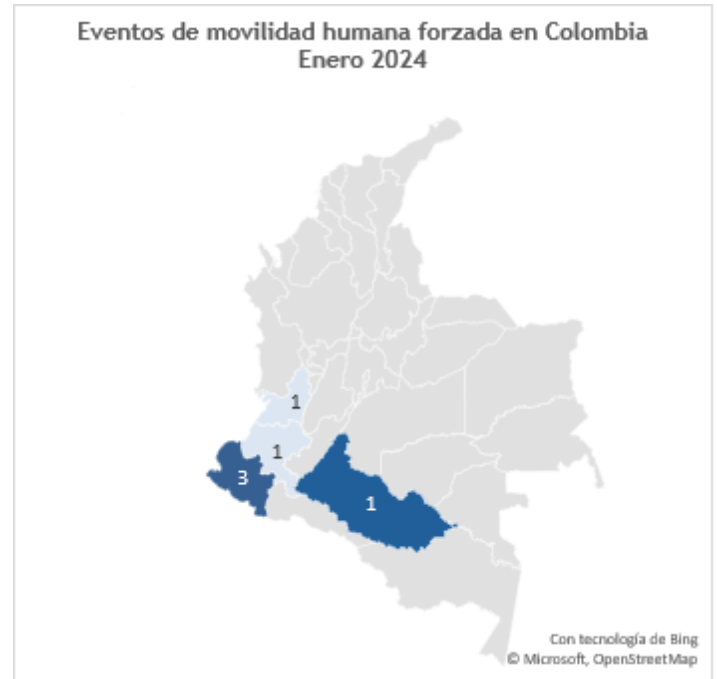 Eventos de movilidad humana forzada en Colombia
Enero 2024
1
1
3
1
Con tecnología de Bing
© Microsoft, OpenStreetMap